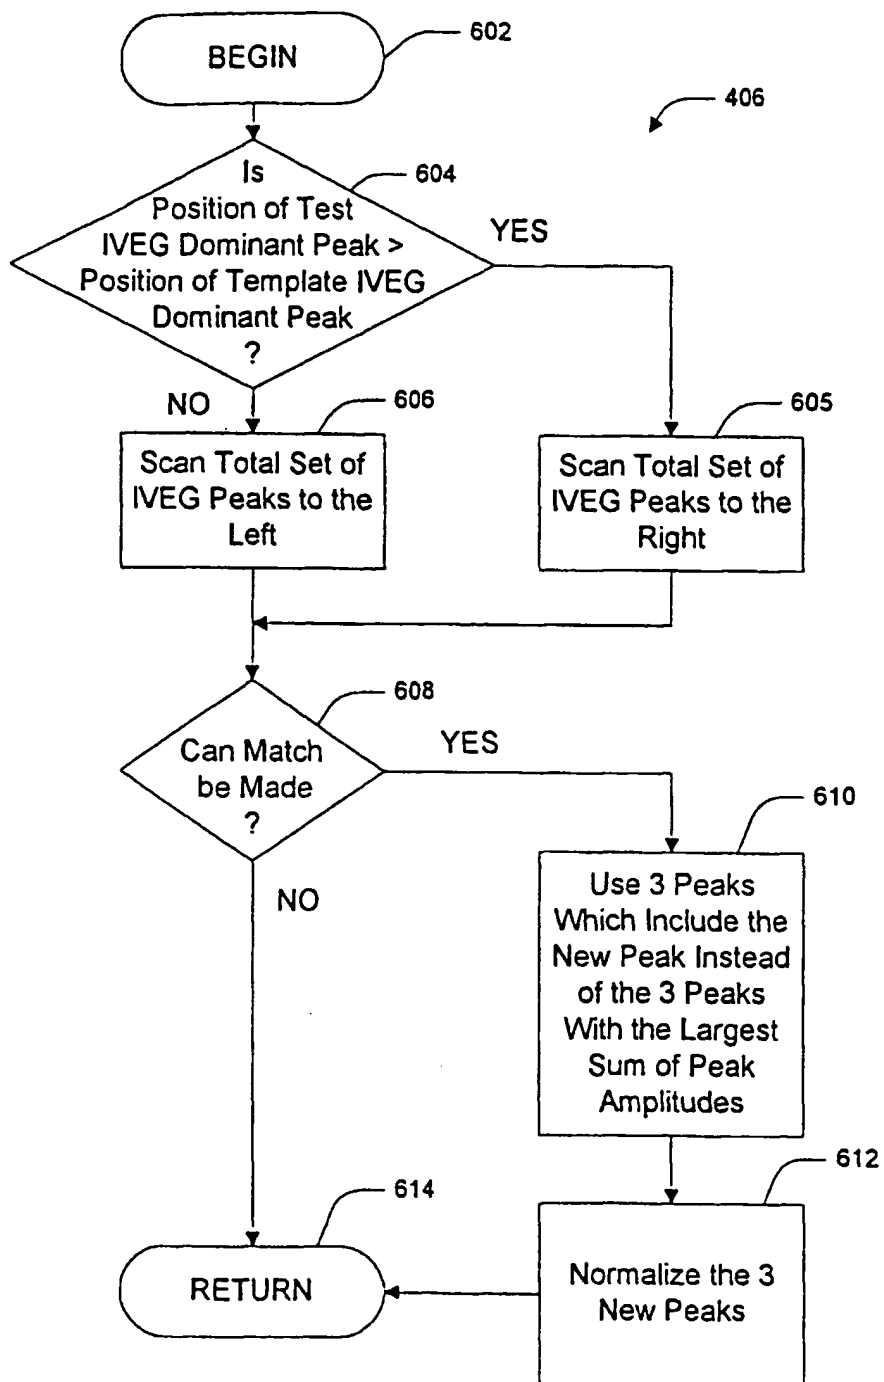 BEGIN
602
406
604
Is
Position of Test
IVEG Dominant Peak >
Position of Template IVEG
Dominant Peak
?
YES
NO
606
605
Scan Total Set of
IVEG Peaks to the
Left
Scan Total Set of
IVEG Peaks to the
Right
608
Can Match
be Made
?
YES
NO
610
Use 3 Peaks
Which Include the
New Peak Instead
of the 3 Peaks
With the Largest
Sum of Peak
Amplitudes
612
614
RETURN
Normalize the 3
New Peaks